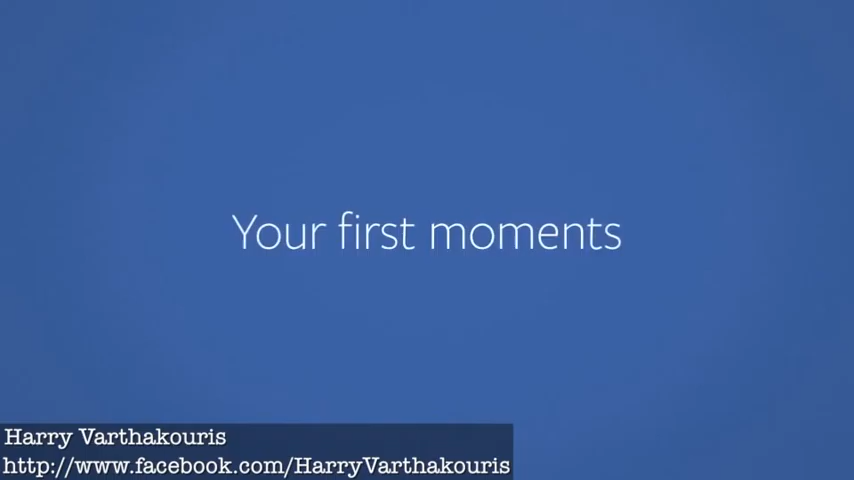 Your first moments
Harry Varthakouris
http://www.facebook.com/HarryVarthakouris